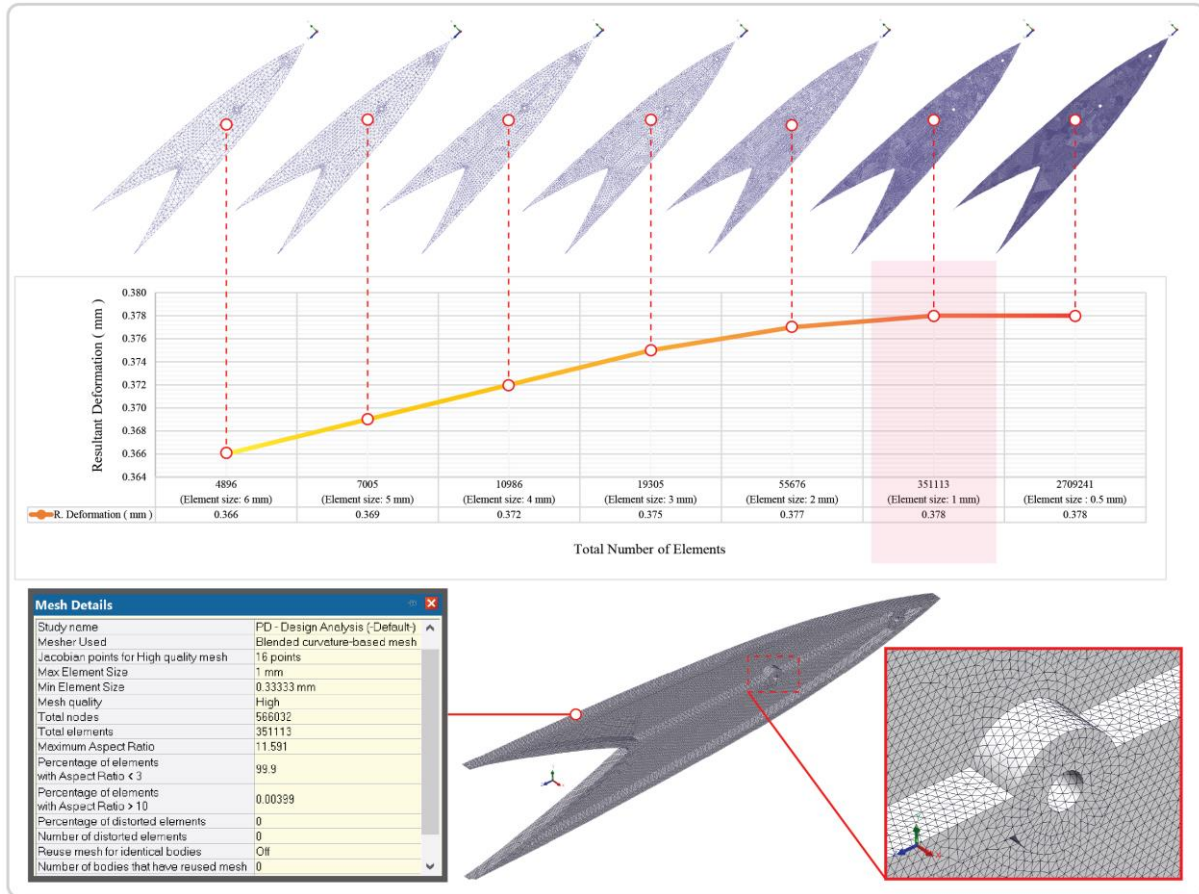 0.380
0.378
0.376
0.374
0.372
0.370
0.368
0.366
0.364
Resultant Deformation ( mm )
4896 7005 10986 19305 55676 351113 2709241
(Element size: 6 mm) (Element size: 5 mm) (Element size: 4 mm) (Element size: 3 mm) (Element size: 2 mm) (Element size: 1 mm) (Element size : 0.5 mm)
R. Deformation ( mm ) 0.366 0.369 0.372 0.375 0.377 0.378 0.378
Total Number of Elements
Mesh Details
Study name PD - Design Analysis (-Default-)
Mesher Used Blended curvature-based mesh
Jacobian points for High quality mesh 16 points
Max Element Size 1 mm
Min Element Size 0.33333 mm
Mesh quality High
Total nodes 566032
Total elements 351113
Maximum Aspect Ratio 11.591
Percentage of elements
with Aspect Ratio < 3 99.9
Percentage of elements
with Aspect Ratio > 10 0.00399
Percentage of distorted elements 0
Number of distorted elements 0
Reuse mesh for identical bodies Off
Number of bodies that have reused mesh 0